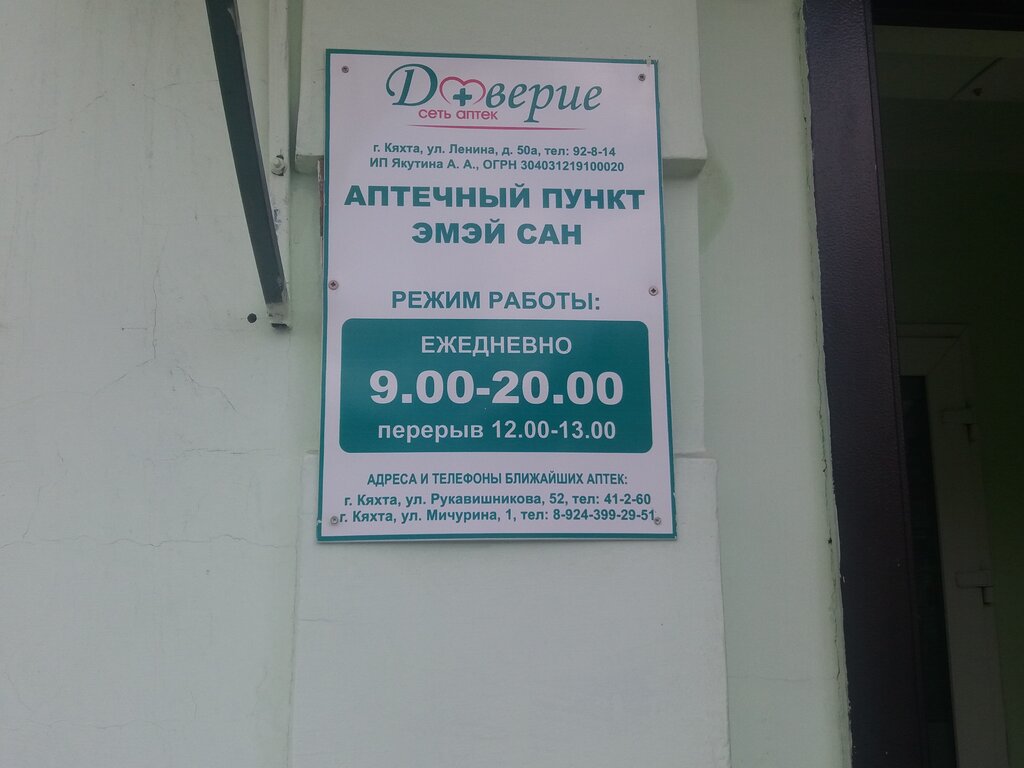 Доверие
сеть аптек
г. Кяхта, ул. Ленина, д. 50а, тел: 92-8-14
ИП Якутина А. А., ОГРН 304031219100020
АПТЕЧНЫЙ ПУНКТ
ЭМЭЙ САН
РЕЖИМ РАБОТЫ:
ЕЖЕДНЕВНО
9.00-20.00
перерыв 12.00-13.00
АДРЕСА И ТЕЛЕФОНЫ БЛИЖАЙШИХ АПТЕК:
г. Кяхта, ул. Рукавишникова, 52, тел: 41-2-60
г. Кяхта, ул. Мичурина, 1, тел: 8-924-399-29-51